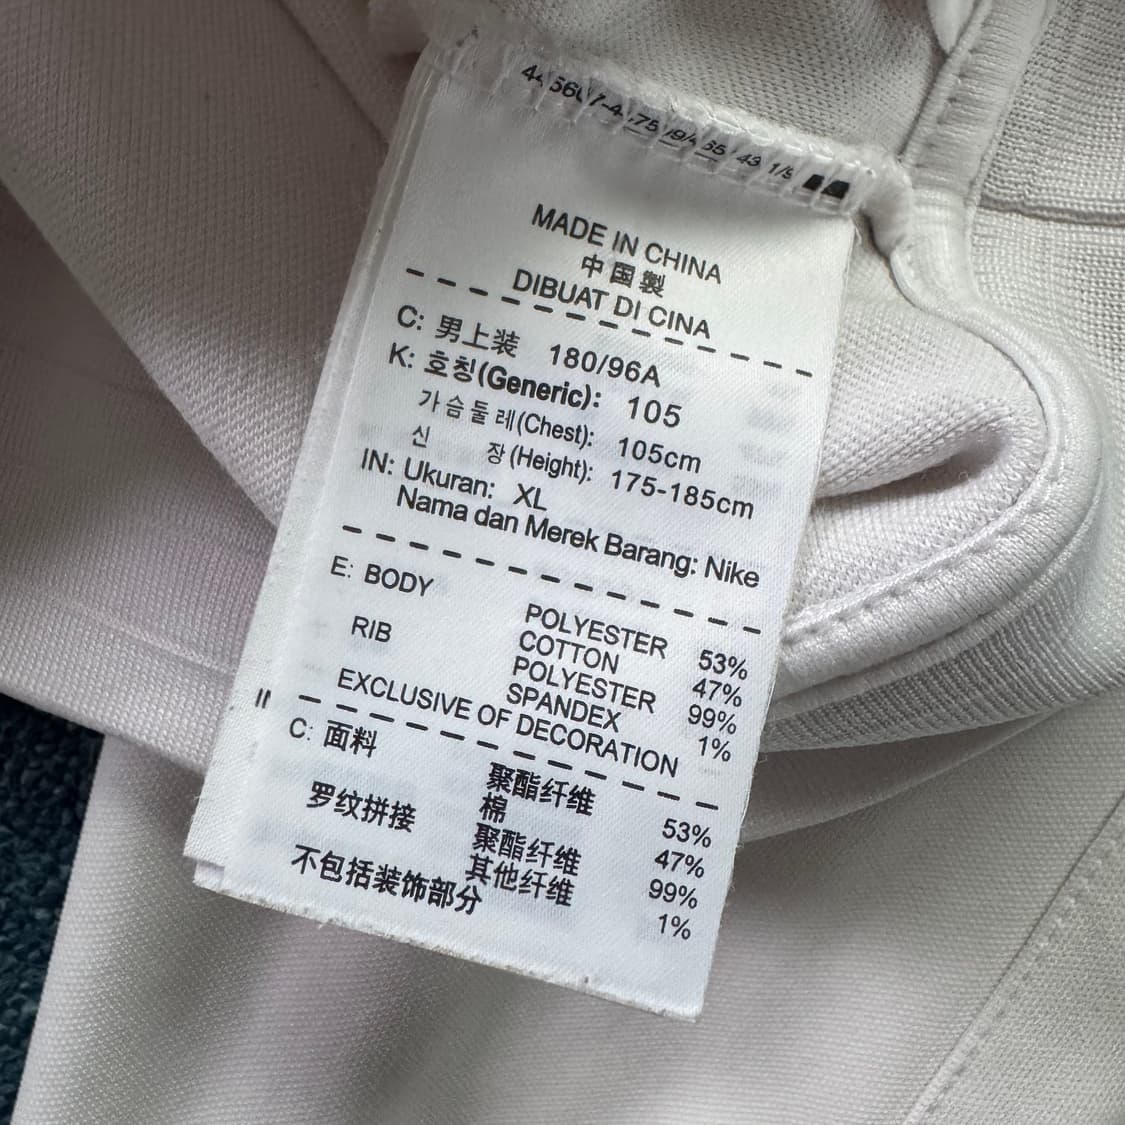 MADE IN CHINA
中国製
DIBUAT DI CINA
C: 男上装 180/96A
K: 호칭(Generic): 105
가슴둘레(Chest): 105cm
신 장(Height): 175-185cm
IN: Ukuran: XL
Nama dan Merek Barang: Nike
E: BODY POLYESTER 53%
COTTON 47%
RIB POLYESTER 99%
SPANDEX 1%
EXCLUSIVE OF DECORATION
C: 面料 聚酯纤维 53%
棉 47%
罗纹拼接 聚酯纤维 99%
其他纤维 1%
不包括装饰部分